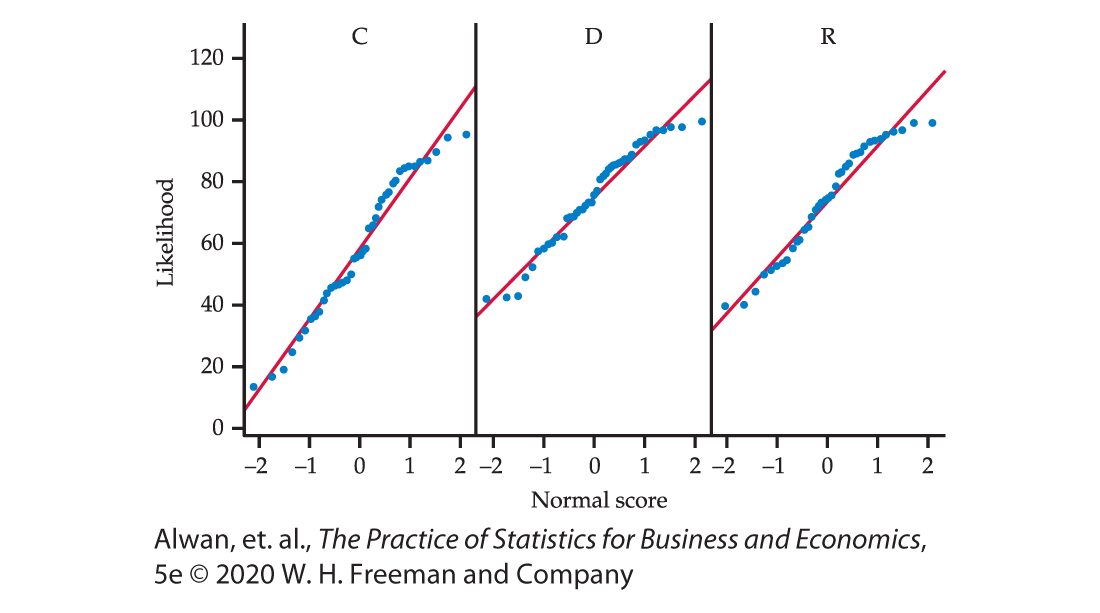 C D R
120
100
80
60
40
20
0
Likelihood
−2 −1 0 1 2 −2 −1 0 1 2 −2 −1 0 1 2
Normal score
Alwan, et. al., The Practice of Statistics for Business and Economics,
5e © 2020 W. H. Freeman and Company